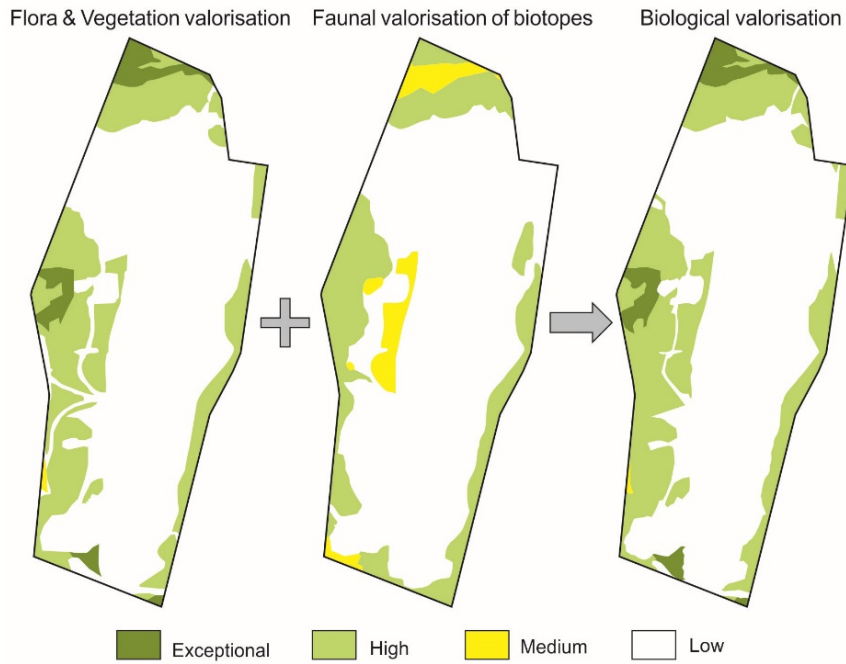 Flora & Vegetation valorisation
Faunal valorisation of biotopes
Biological valorisation
Exceptional
High
Medium
Low